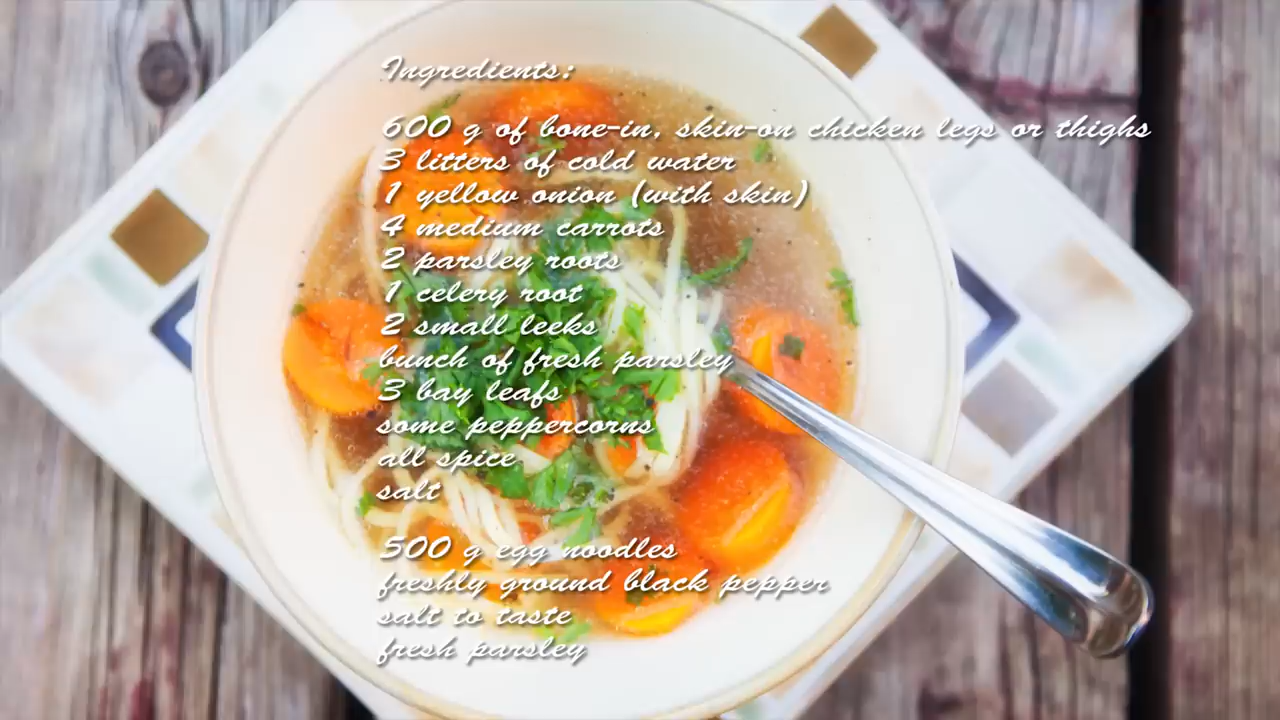 Ingredients:
600 g of bone-in, skin-on chicken legs or thighs
3 litters of cold water
1 yellow onion (with skin)
4 medium carrots
2 parsley roots
1 celery root
2 small leeks
bunch of fresh parsley
3 bay leafs
some peppercorns
all spice
salt
500 g egg noodles
freshly ground black pepper
salt to taste
fresh parsley